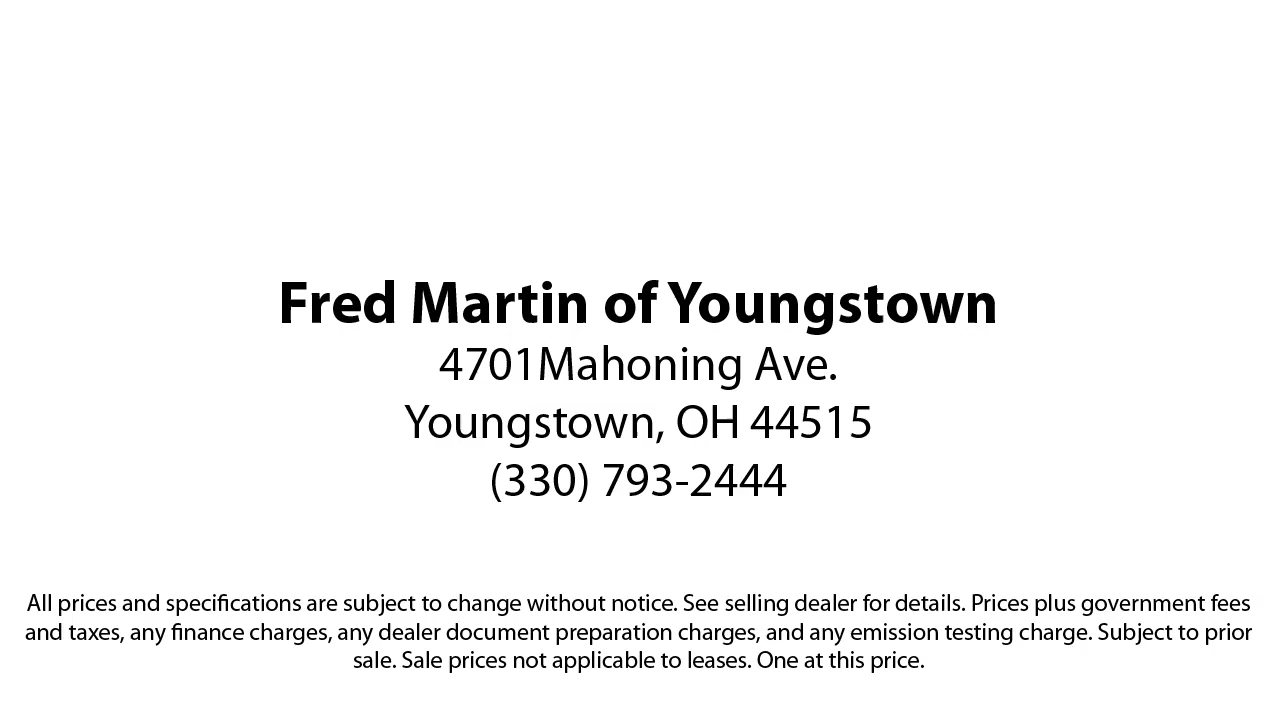 Fred Martin of Youngstown
4701Mahoning Ave.
Youngstown, OH 44515
(330) 793-2444
All prices and specifications are subject to change without notice. See selling dealer for details. Prices plus government fees
and taxes, any finance charges, any dealer document preparation charges, and any emission testing charge. Subject to prior
sale. Sale prices not applicable to leases. One at this price.